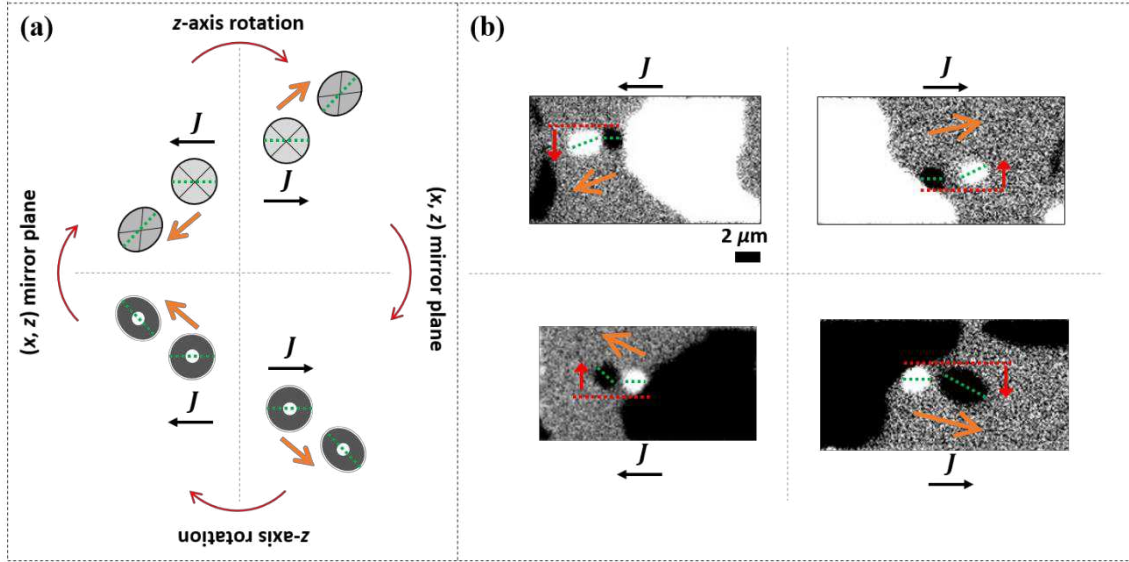 (a)
z-axis rotation
J
J
(x, z) mirror plane
(x, z) mirror plane
J
J
z-axis rotation
(b)
J
J
2 μm
J
J